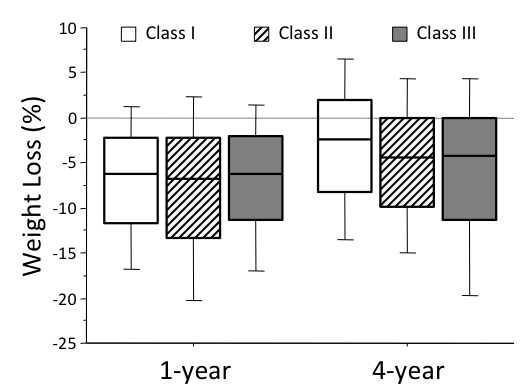 10
Class I
Class II
Class III
5
0
-5
-10
-15
-20
-25
Weight Loss (%)
1-year
4-year